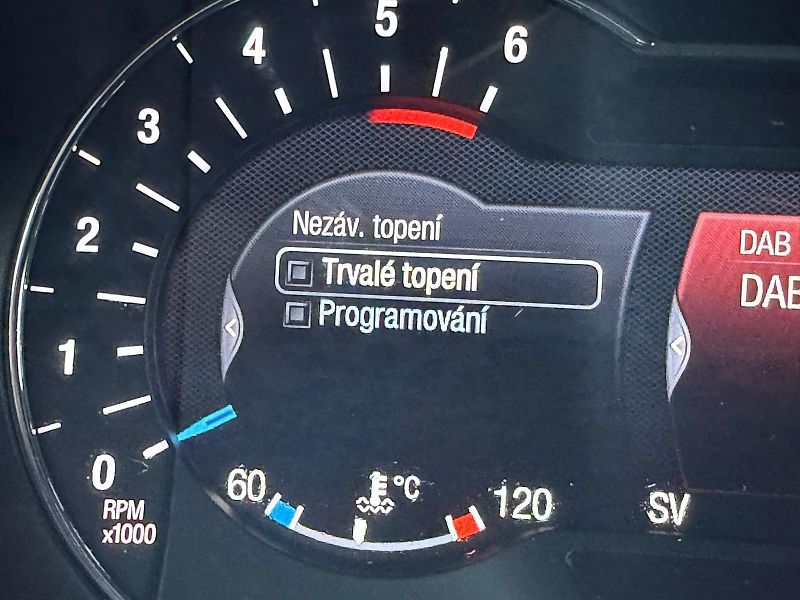 5
4
6
3
2
1
0
RPM
x1000
Nezáv. topení
Trvalé topení
Programování
60
°C
120
SV
DAB
DAB